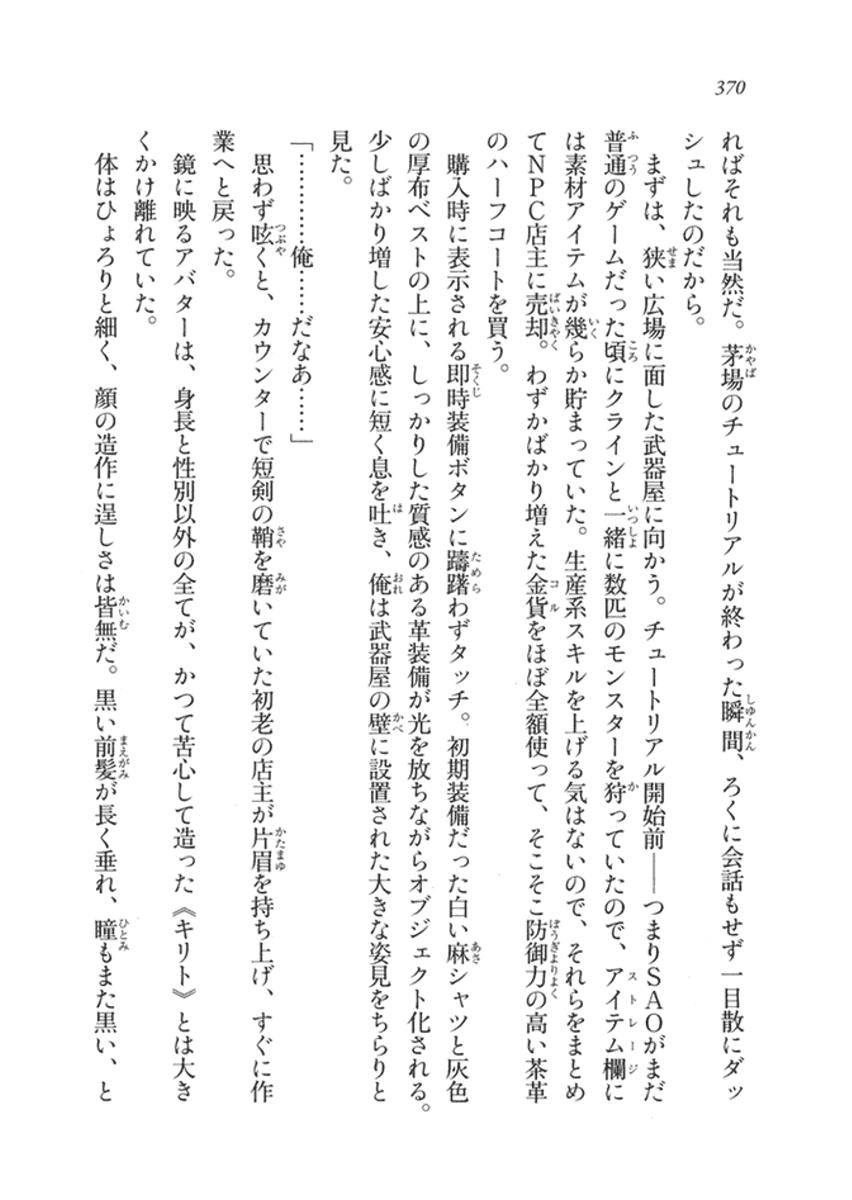 370
ればそれも当然だ。茅場のチュートリアルが終わった瞬間、ろくに会話もせず一目散にダッ
シュしたのだから。
まずは、狭い広場に面した武器屋に向かう。チュートリアル開始前――つまりSAOがまだ
普通のゲームだった頃にクラインと一緒に数匹のモンスターを狩っていたので、アイテム欄に
は素材アイテムが幾らか貯まっていた。生産系スキルを上げる気はないので、それらをまとめ
てNPC店主に売却。わずかばかり増えた金貨をほぼ全額使って、そこそこ防御力の高い茶革
のハーフコートを買う。
購入時に表示される即時装備ボタンに躊躇わずタッチ。初期装備だった白い麻シャツと灰色
の厚布ベストの上に、しっかりした質感のある革装備が光を放ちながらオブジェクト化される。
少しばかり増した安心感に短く息を吐き、俺は武器屋の壁に設置された大きな姿見をちらりと
見た。
「…………俺……だなあ……」
思わず呟くと、カウンターで短剣の鞘を磨いていた初老の店主が片眉を持ち上げ、すぐに作
業へと戻った。
鏡に映るアバターは、身長と性別以外の全てが、かつて苦心して造った《キリト》とは大き
くかけ離れていた。
体はひょろりと細く、顔の造作に逞しさは皆無だ。黒い前髪が長く垂れ、瞳もまた黒い、と